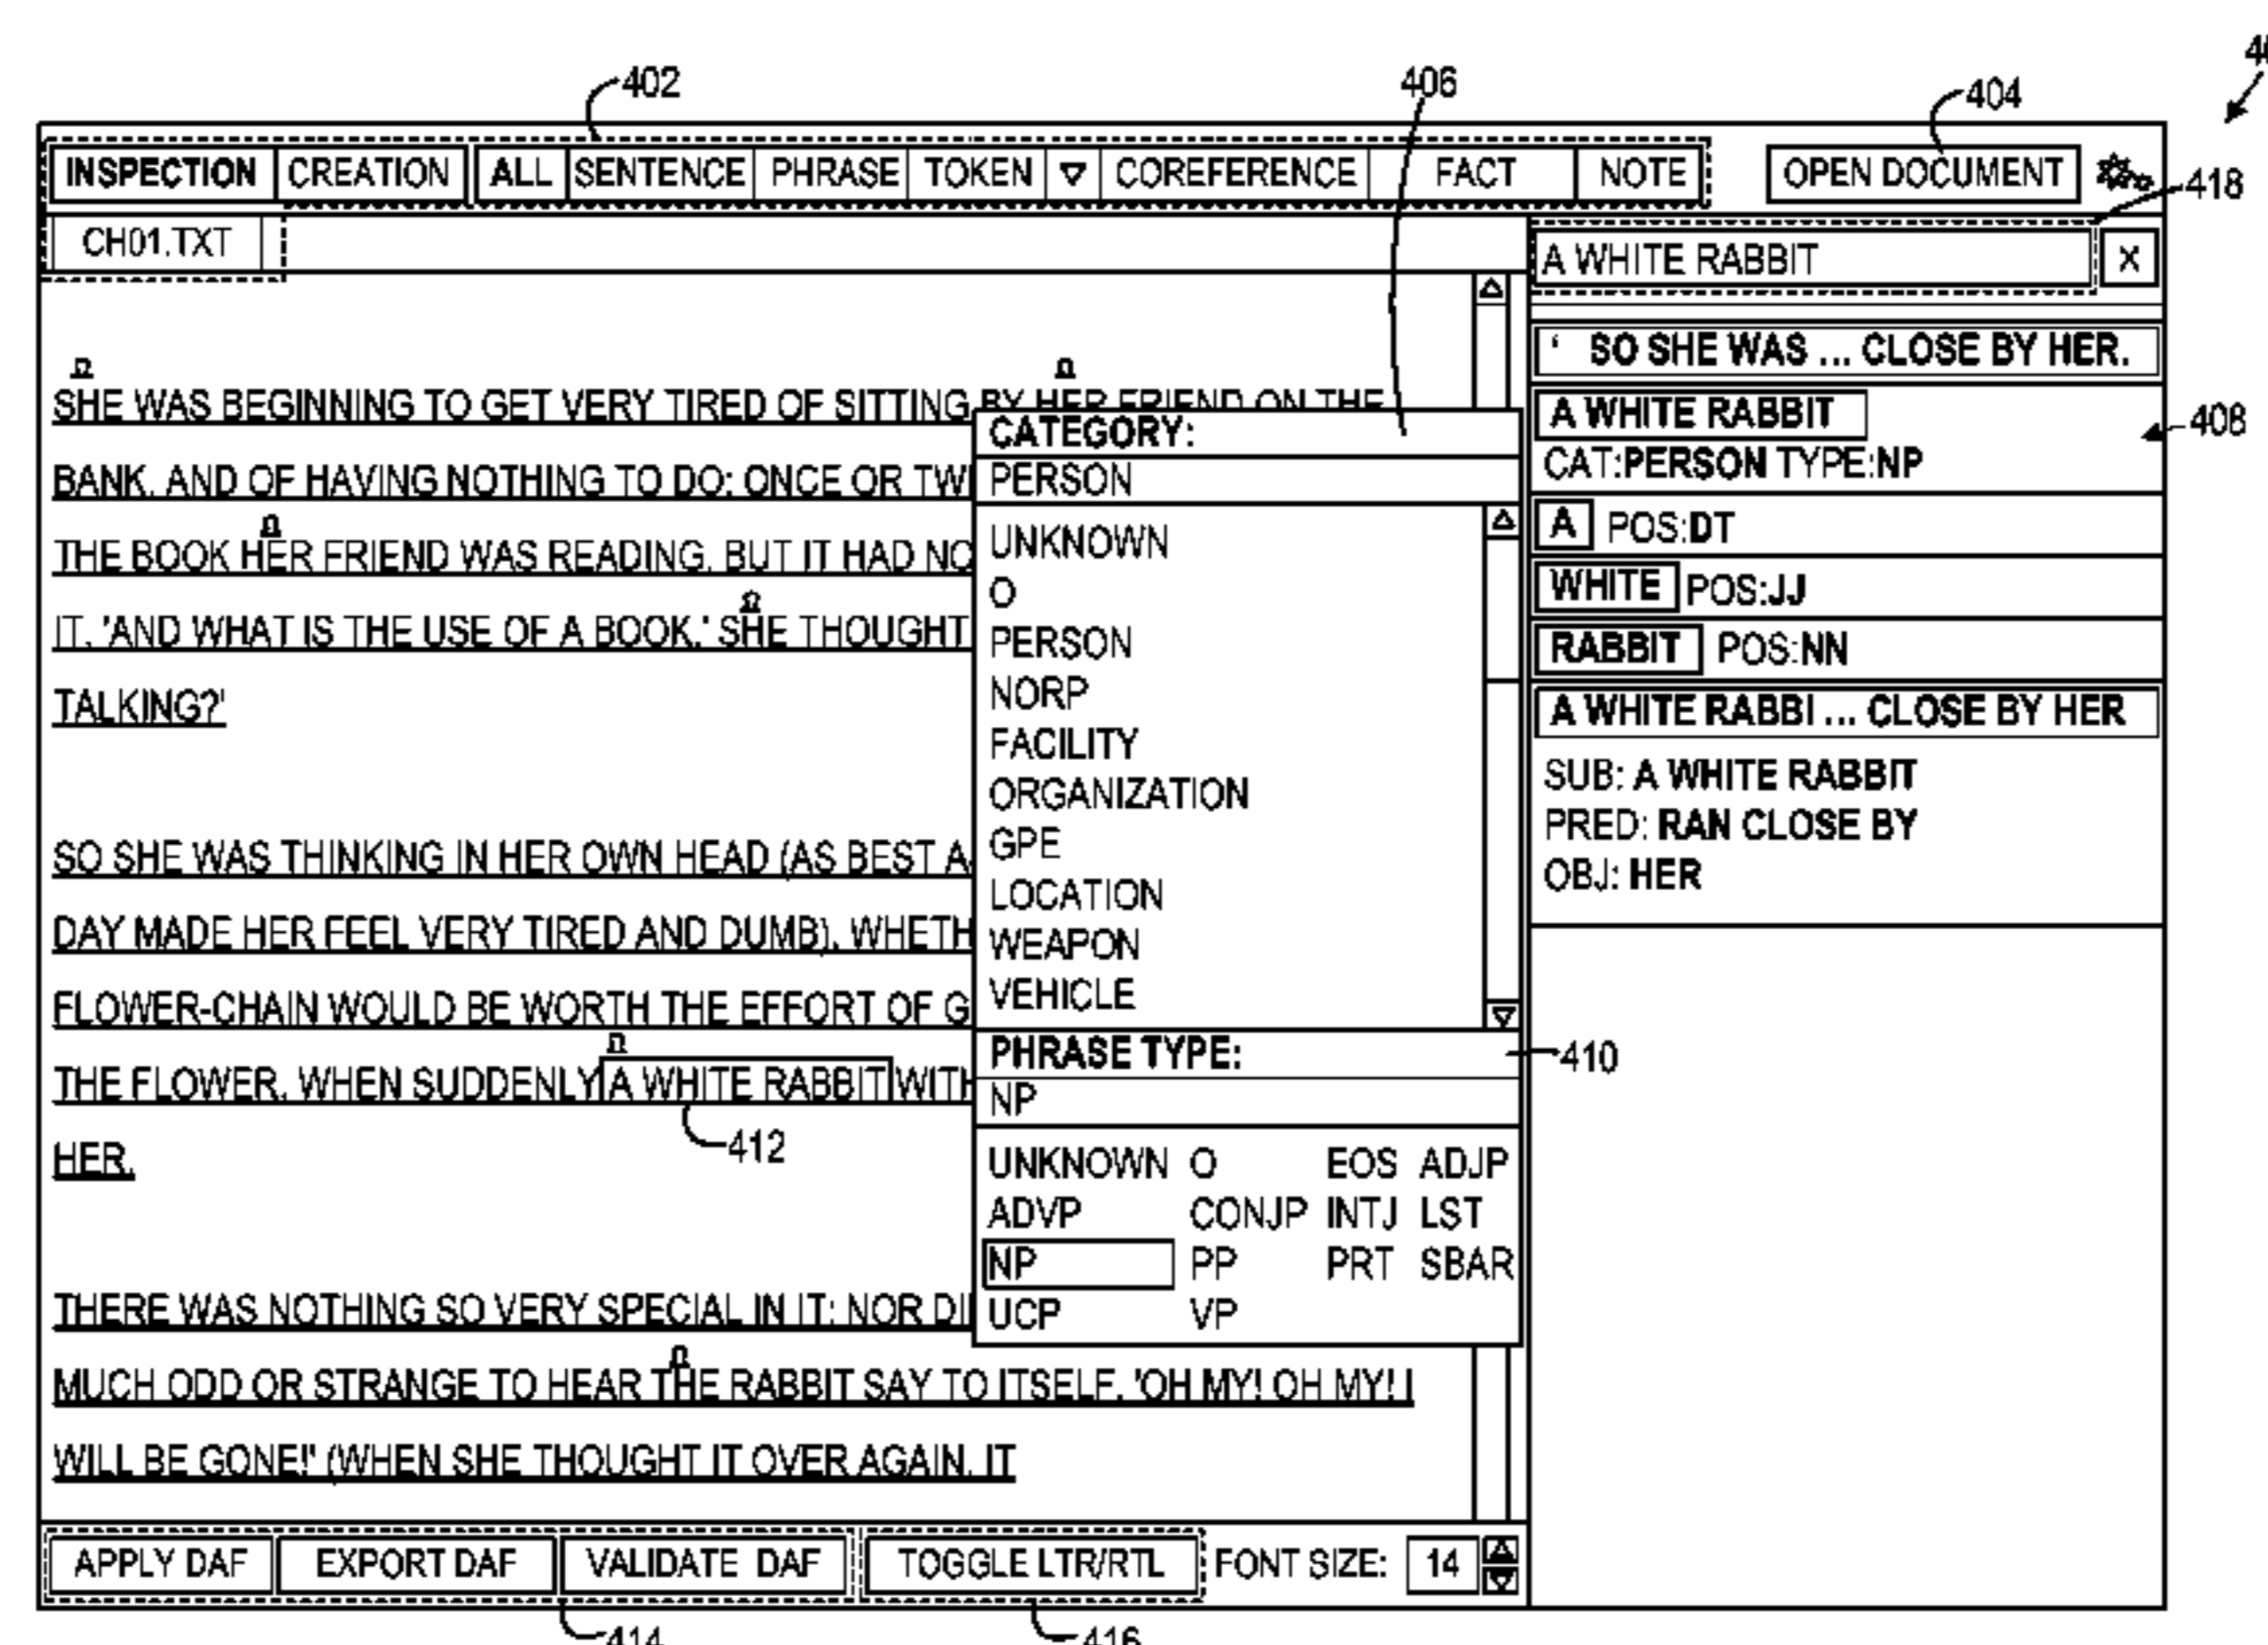 402
406
404
INSPECTION CREATION ALL SENTENCE PHRASE TOKEN COREFERENCE FACT NOTE OPEN DOCUMENT
418
CH01.TXT
SHE WAS BEGINNING TO GET VERY TIRED OF SITTING BY HER FRIEND ON THE
BANK, AND OF HAVING NOTHING TO DO: ONCE OR TWI
THE BOOK HER FRIEND WAS READING, BUT IT HAD NO
IT, 'AND WHAT IS THE USE OF A BOOK,' SHE THOUGHT
TALKING?'
SO SHE WAS THINKING IN HER OWN HEAD (AS BEST A
DAY MADE HER FEEL VERY TIRED AND DUMB), WHETH
FLOWER-CHAIN WOULD BE WORTH THE EFFORT OF G
THE FLOWER, WHEN SUDDENLY A WHITE RABBIT WITH
412
HER.
THERE WAS NOTHING SO VERY SPECIAL IN IT; NOR DI
MUCH ODD OR STRANGE TO HEAR THE RABBIT SAY TO ITSELF, 'OH MY! OH MY! I
WILL BE GONE!' (WHEN SHE THOUGHT IT OVER AGAIN, IT
CATEGORY:
PERSON
UNKNOWN
O
PERSON
NORP
FACILITY
ORGANIZATION
GPE
LOCATION
WEAPON
VEHICLE
PHRASE TYPE:
410
NP
UNKNOWN O EOS ADJP
ADVP CONJP INTJ LST
NP PP PRT SBAR
UCP VP
A WHITE RABBIT X
' SO SHE WAS ... CLOSE BY HER.
A WHITE RABBIT
408
CAT:PERSON TYPE:NP
A POS:DT
WHITE POS:JJ
RABBIT POS:NN
A WHITE RABBI ... CLOSE BY HER
SUB: A WHITE RABBIT
PRED: RAN CLOSE BY
OBJ: HER
APPLY DAF EXPORT DAF VALIDATE DAF TOGGLE LTR/RTL FONT SIZE: 14
414
416